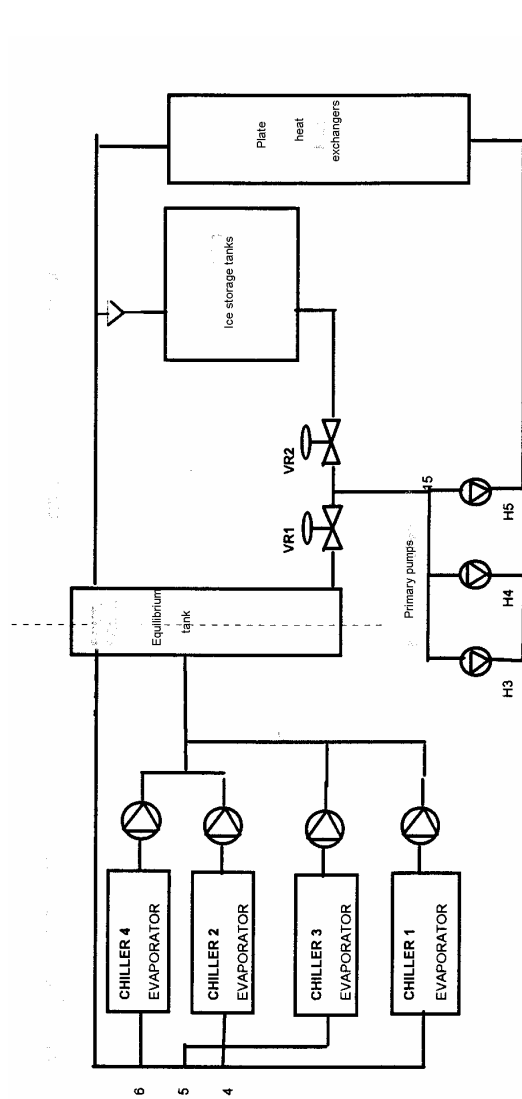 Plate
heat
exchangers
Ice storage tanks
VR2
VR1
15
H5
Primary pumps
H4
H3
Equilibrium
tank
CHILLER 4
EVAPORATOR
CHILLER 2
EVAPORATOR
CHILLER 3
EVAPORATOR
CHILLER 1
EVAPORATOR
6
5
4